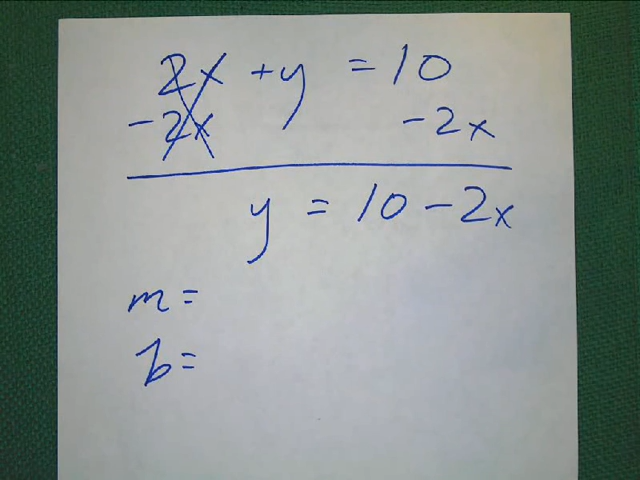 2x + y = 10
- 2x - 2x
y = 10 - 2x
m =
b =